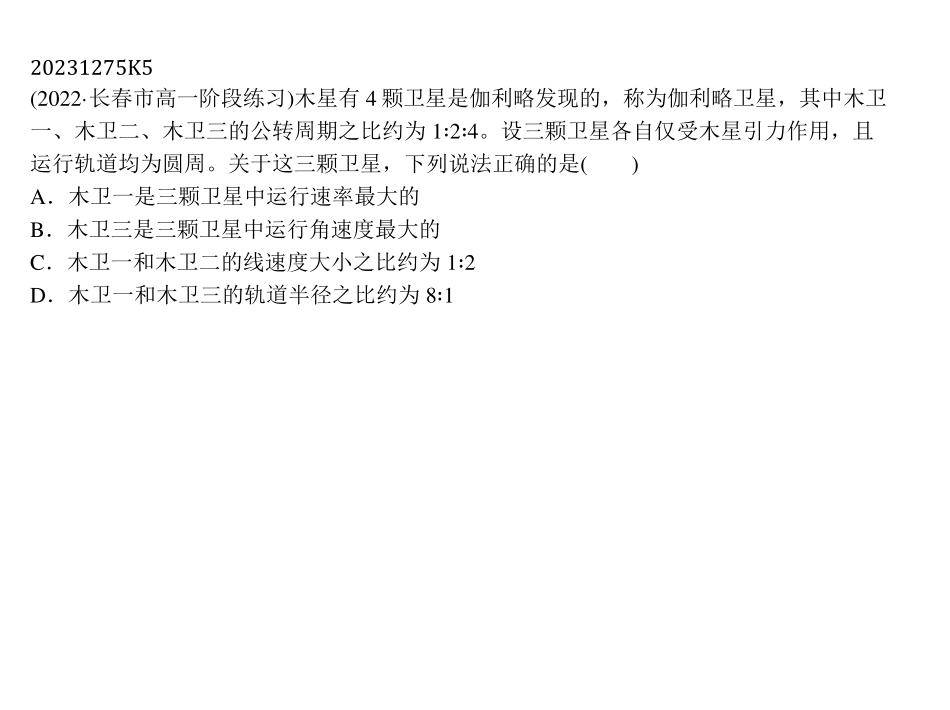 20231275K5
(2022·长春市高一阶段练习)木星有 4 颗卫星是伽利略发现的，称为伽利略卫星，其中木卫
一、木卫二、木卫三的公转周期之比约为 1∶2∶4。设三颗卫星各自仅受木星引力作用，且
运行轨道均为圆周。关于这三颗卫星，下列说法正确的是(　　)
A．木卫一是三颗卫星中运行速率最大的
B．木卫三是三颗卫星中运行角速度最大的
C．木卫一和木卫二的线速度大小之比约为 1∶2
D．木卫一和木卫三的轨道半径之比约为 8∶1